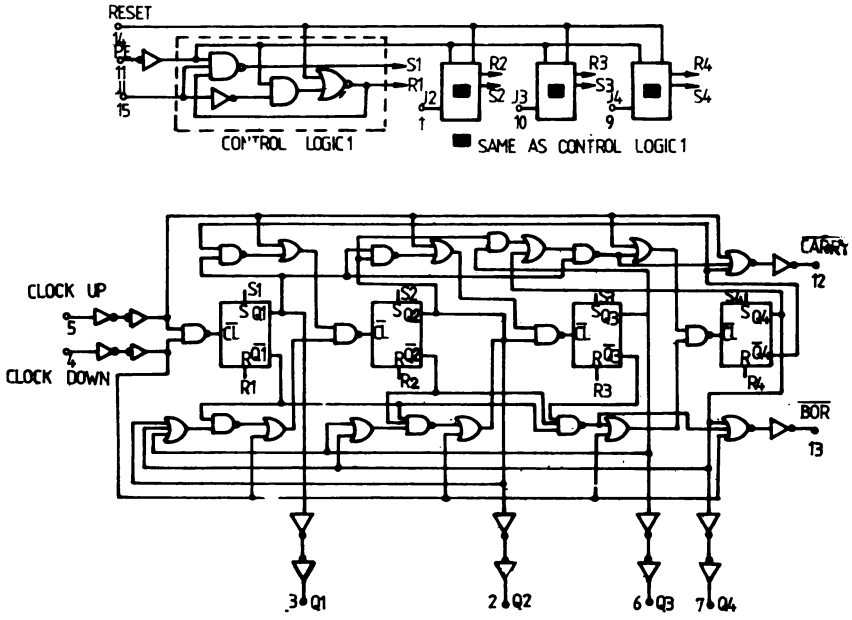 RESET
14
PE
11
J1
15
S1
R1
CONTROL LOGIC 1
J2
1
R2
S2
J3
10
R3
S3
J4
9
R4
S4
SAME AS CONTROL LOGIC 1
CLOCK UP
5
4
CLOCK DOWN
S1
S Q1
CL
R Q1
R1
S2
S Q2
CL
R Q2
R2
S3
S Q3
CL
R Q3
R3
S4
S Q4
CL
R Q4
R4
CARRY
12
BOR
13
3 Q1
2 Q2
6 Q3
7 Q4